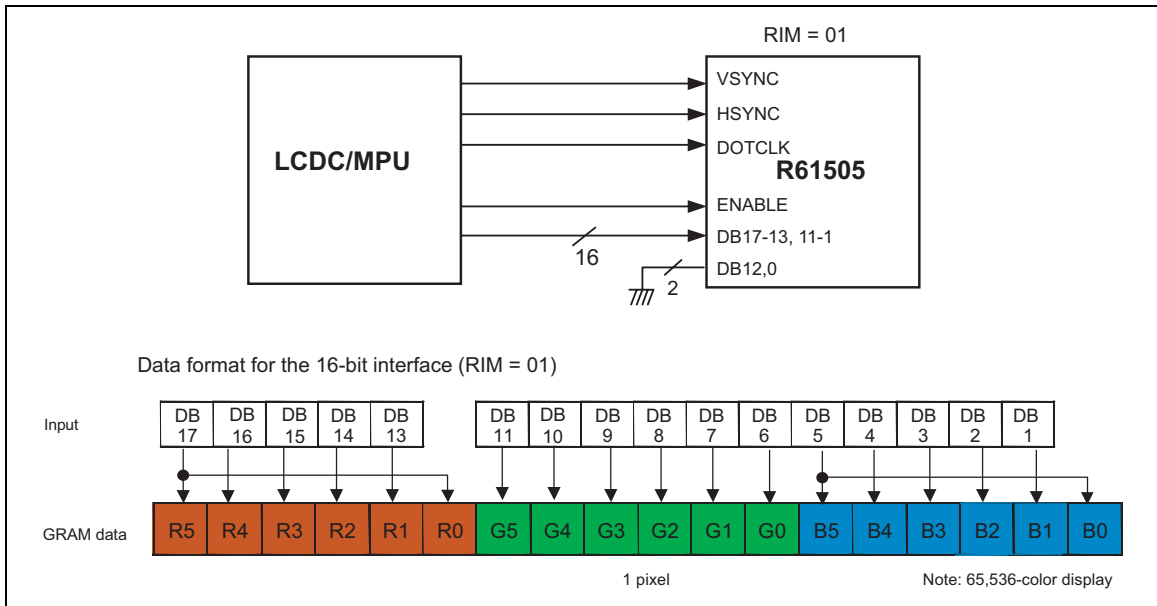 RIM = 01
LCDC/MPU
VSYNC
HSYNC
DOTCLK
R61505
ENABLE
DB17-13, 11-1
16
DB12,0
2
Data format for the 16-bit interface (RIM = 01)
Input
DB 17 DB 16 DB 15 DB 14 DB 13 DB 11 DB 10 DB 9 DB 8 DB 7 DB 6 DB 5 DB 4 DB 3 DB 2 DB 1
GRAM data
R5 R4 R3 R2 R1 R0 G5 G4 G3 G2 G1 G0 B5 B4 B3 B2 B1 B0
1 pixel
Note: 65,536-color display